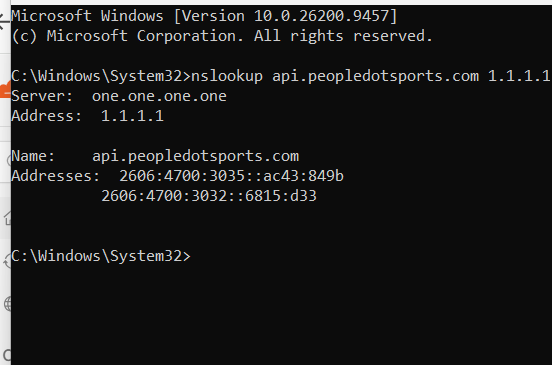 Microsoft Windows [Version 10.0.26200.9457]
(c) Microsoft Corporation. All rights reserved.
C:\Windows\System32>nslookup api.peopledotsports.com 1.1.1.1
Server:  one.one.one.one
Address:  1.1.1.1
Name:    api.peopledotsports.com
Addresses:  2606:4700:3035::ac43:849b
          2606:4700:3032::6815:d33
C:\Windows\System32>